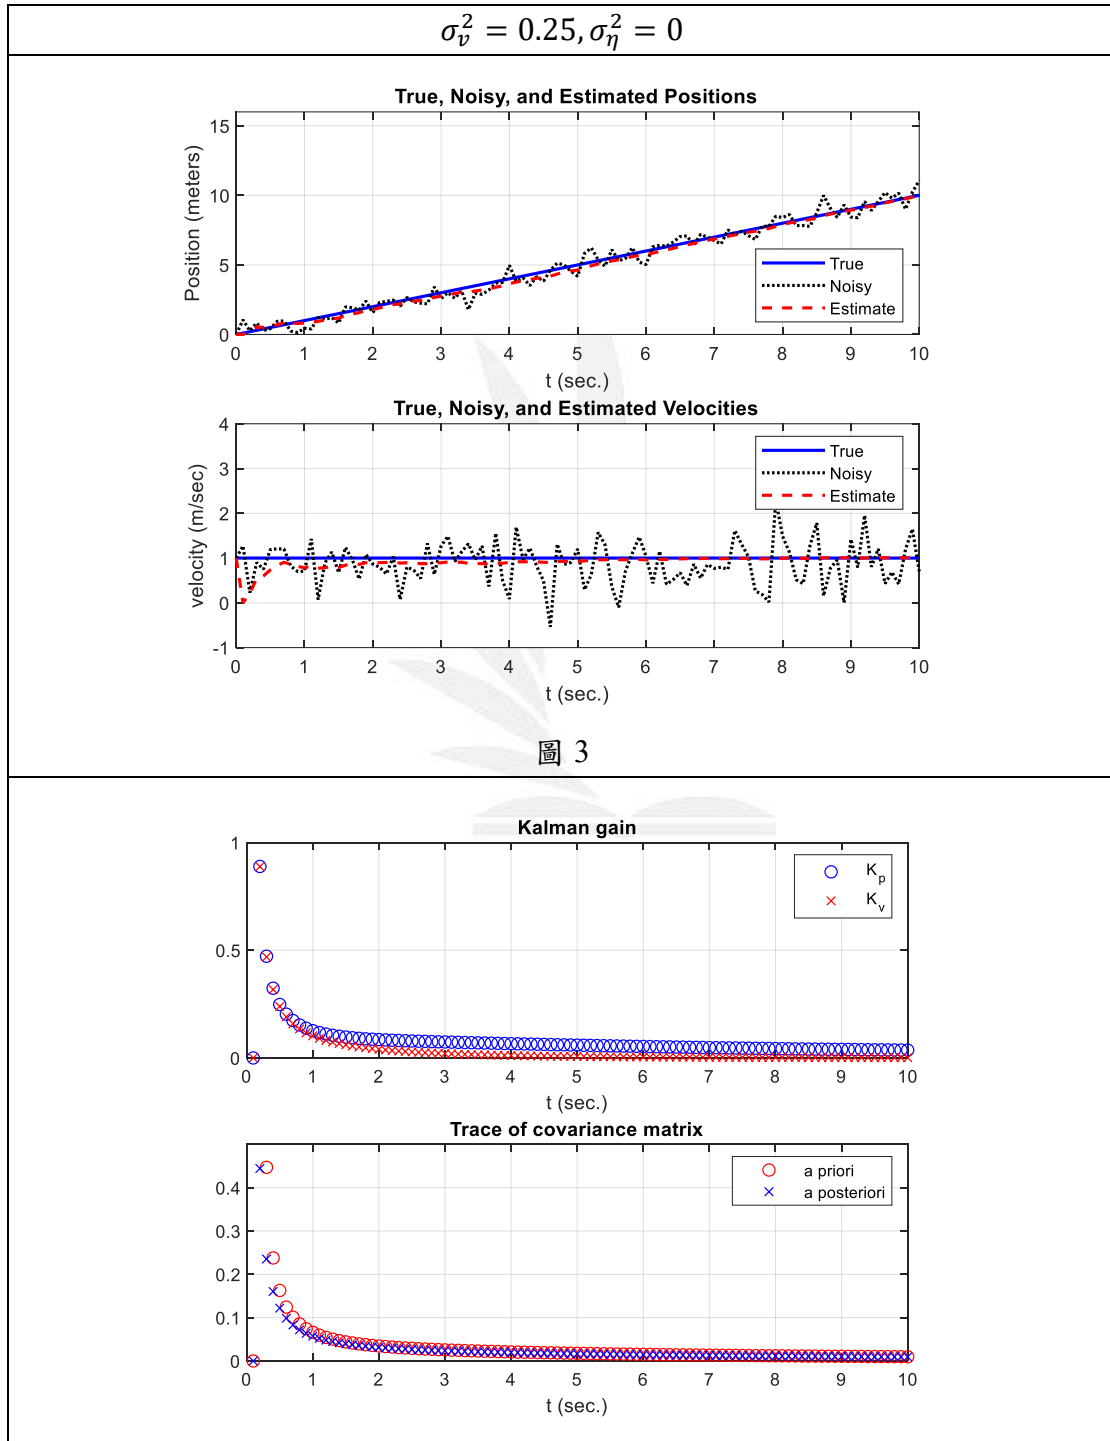 σ_v^2 = 0.25, σ_η^2 = 0
True, Noisy, and Estimated Positions
Position (meters)
15
10
5
0
True
Noisy
Estimate
0 1 2 3 4 5 6 7 8 9 10
t (sec.)
True, Noisy, and Estimated Velocities
velocity (m/sec)
4
3
2
1
0
-1
True
Noisy
Estimate
0 1 2 3 4 5 6 7 8 9 10
t (sec.)
圖 3
Kalman gain
1
0.5
0
K_p
K_v
0 1 2 3 4 5 6 7 8 9 10
t (sec.)
Trace of covariance matrix
0.4
0.3
0.2
0.1
0
a priori
a posteriori
0 1 2 3 4 5 6 7 8 9 10
t (sec.)